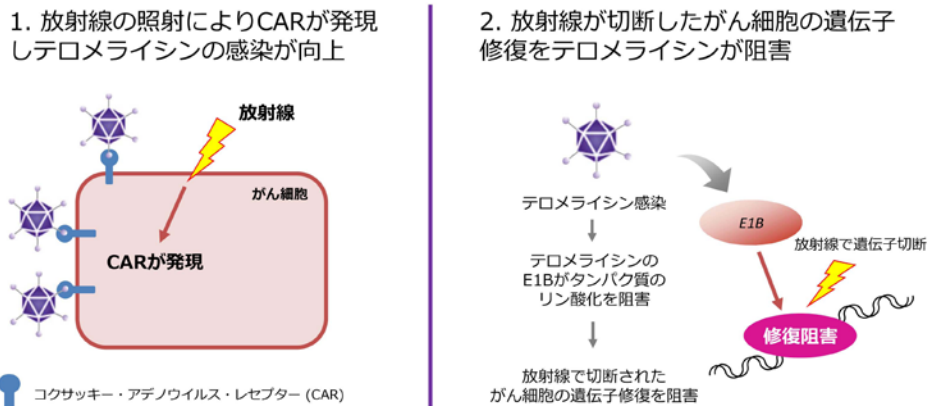 1. 放射線の照射によりCARが発現
しテロメライシンの感染が向上
放射線
がん細胞
CARが発現
コクサッキー・アデノウイルス・レセプター (CAR)
2. 放射線が切断したがん細胞の遺伝子
修復をテロメライシンが阻害
テロメライシン感染
テロメライシンの
E1Bがタンパク質の
リン酸化を阻害
放射線で切断された
がん細胞の遺伝子修復を阻害
E1B
放射線で遺伝子切断
修復阻害